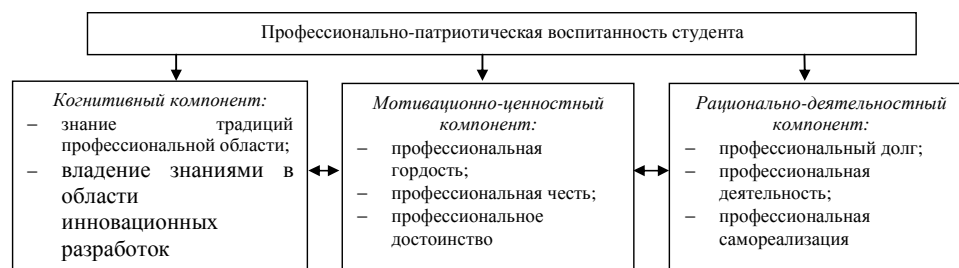 Профессионально-патриотическая воспитанность студента
Когнитивный компонент:
– знание традиций
профессиональной области;
– владение знаниями в
области
инновационных
разработок
Мотивационно-ценностный
компонент:
– профессиональная
гордость;
– профессиональная честь;
– профессиональное
достоинство
Рационально-деятельностный
компонент:
– профессиональный долг;
– профессиональная
деятельность;
– профессиональная
самореализация